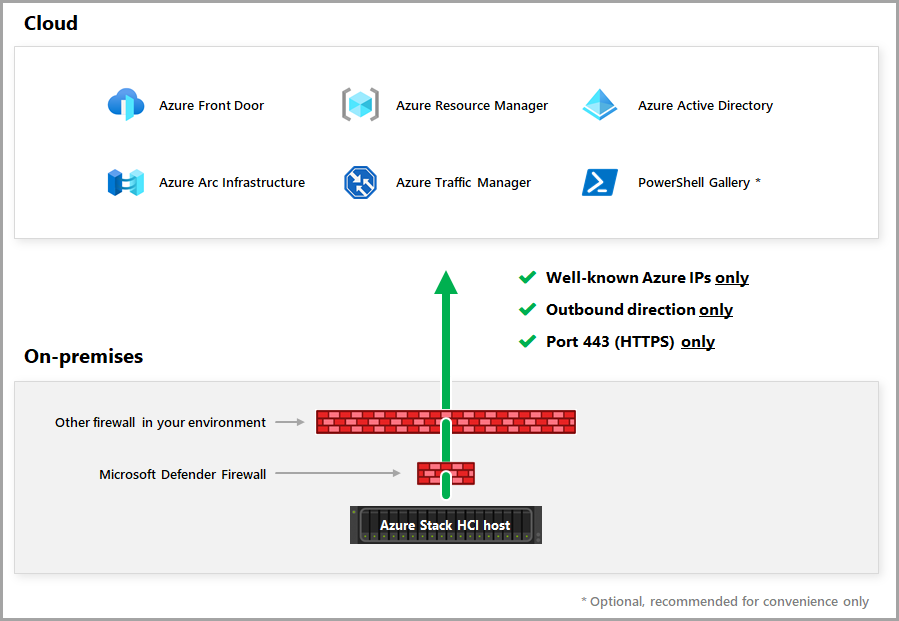 Cloud
Azure Front Door
Azure Resource Manager
Azure Active Directory
Azure Arc Infrastructure
Azure Traffic Manager
PowerShell Gallery *
Well-known Azure IPs only
Outbound direction only
Port 443 (HTTPS) only
On-premises
Other firewall in your environment
Microsoft Defender Firewall
Azure Stack HCI host
* Optional, recommended for convenience only